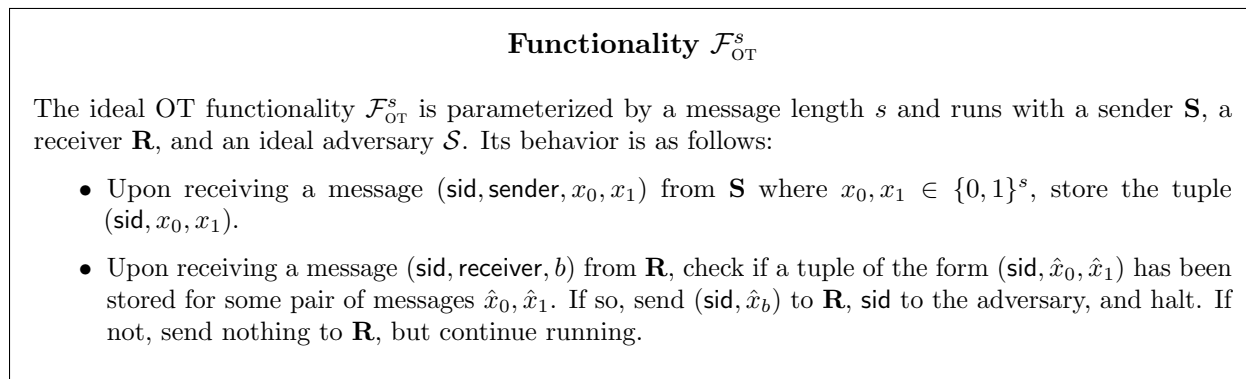 Functionality $\mathcal{F}^s_{\text{OT}}$
The ideal OT functionality $\mathcal{F}^s_{\text{OT}}$ is parameterized by a message length $s$ and runs with a sender **S**, a
receiver **R**, and an ideal adversary $\mathcal{S}$. Its behavior is as follows:
• Upon receiving a message (sid, sender, $x_0, x_1$) from **S** where $x_0, x_1 \in \{0, 1\}^s$, store the tuple
(sid, $x_0, x_1$).
• Upon receiving a message (sid, receiver, $b$) from **R**, check if a tuple of the form (sid, $\hat{x}_0, \hat{x}_1$) has been
stored for some pair of messages $\hat{x}_0, \hat{x}_1$. If so, send (sid, $\hat{x}_b$) to **R**, sid to the adversary, and halt. If
not, send nothing to **R**, but continue running.